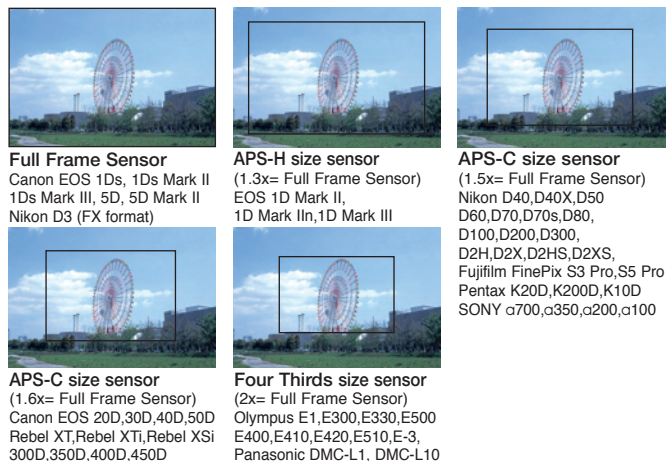 Full Frame Sensor
Canon EOS 1Ds, 1Ds Mark II
1Ds Mark III, 5D, 5D Mark II
Nikon D3 (FX format)
APS-H size sensor
(1.3x= Full Frame Sensor)
EOS 1D Mark II,
1D Mark IIn,1D Mark III
APS-C size sensor
(1.5x= Full Frame Sensor)
Nikon D40,D40X,D50
D60,D70,D70s,D80,
D100,D200,D300,
D2H,D2X,D2HS,D2XS,
Fujifilm FinePix S3 Pro,S5 Pro
Pentax K20D,K200D,K10D
SONY α700,α350,α200,α100
APS-C size sensor
(1.6x= Full Frame Sensor)
Canon EOS 20D,30D,40D,50D
Rebel XT,Rebel XTi,Rebel XSi
300D,350D,400D,450D
Four Thirds size sensor
(2x= Full Frame Sensor)
Olympus E1,E300,E330,E500
E400,E410,E420,E510,E-3,
Panasonic DMC-L1, DMC-L10